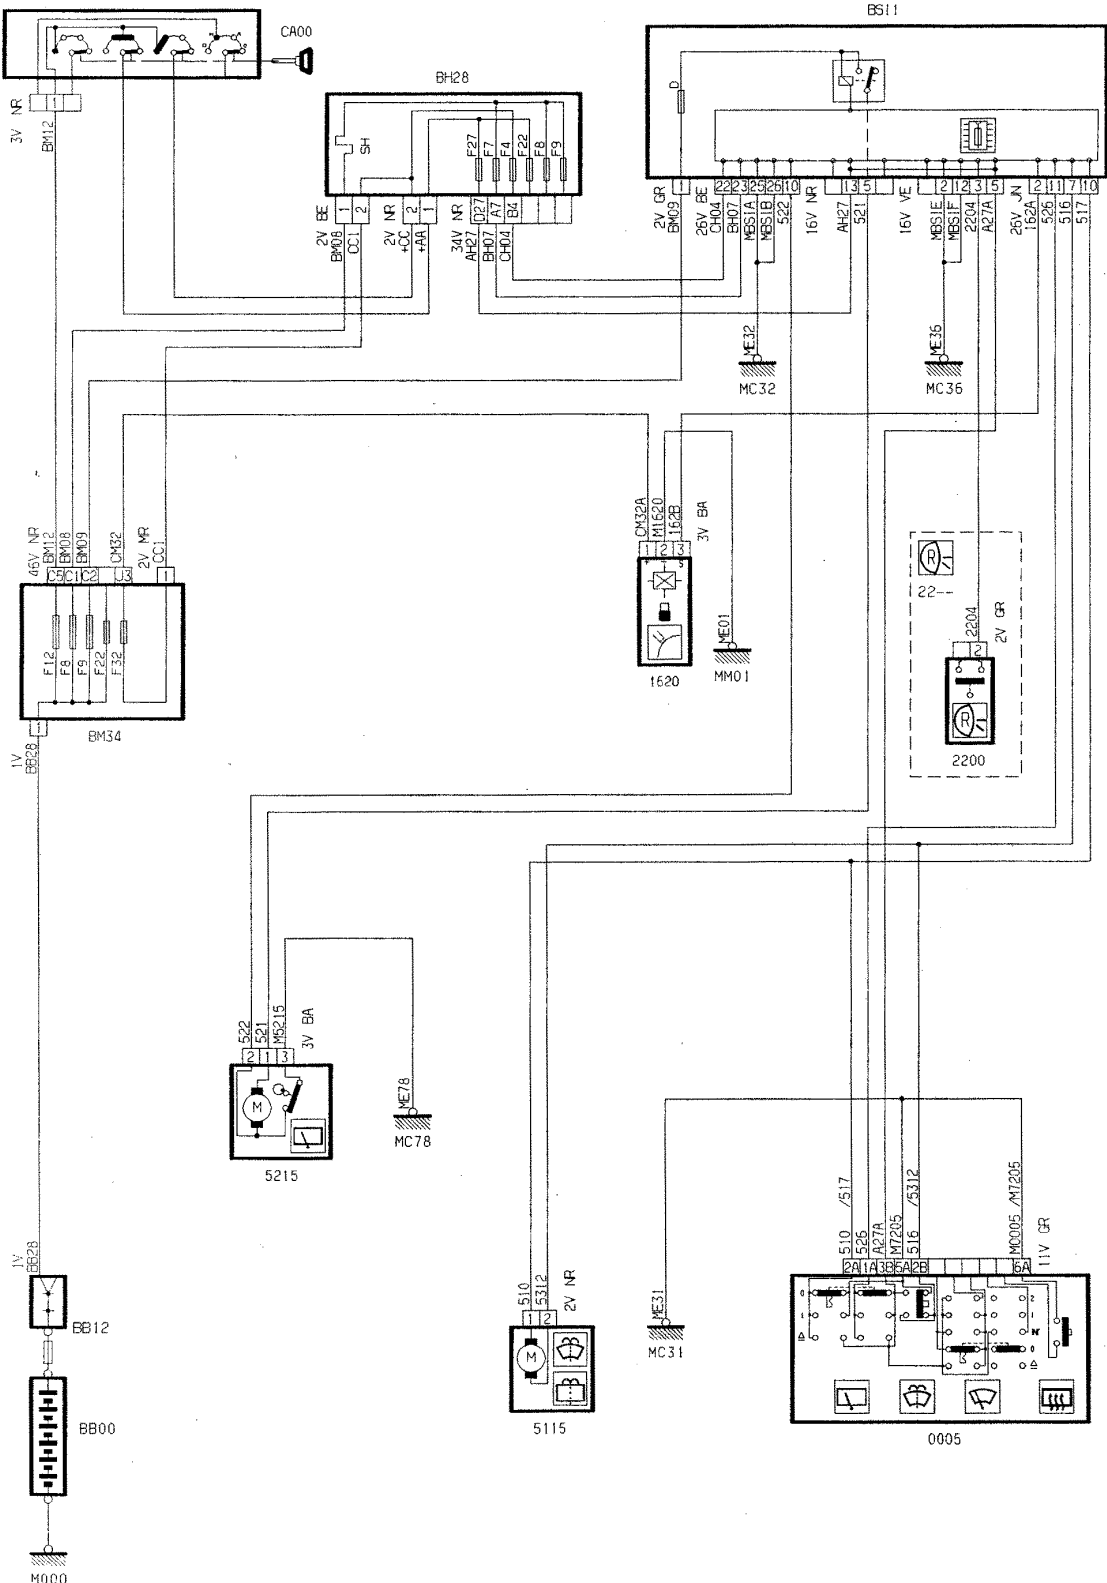 BSI1
CA00
BH28
3V NR
BM12
SH
F27
F7
F4
F22
F8
F9
D
1
2
2
1
D27
A7
B4
2V BE
BM08
CC1
2V NR
+CC
+AA
34V NR
AH27
BH07
CH04
1
22
23
25
26
10
13
5
2
12
3
5
2
11
7
10
2V GR
BM09
26V BE
CH04
BH07
MBS1A
MBS1B
522
16V NR
AH27
521
16V VE
MBS1E
MBS1F
2204
A27A
26V JN
162A
526
516
517
ME32
MC32
ME36
MC36
46V NR
BM12
BM08
BM09
CM32
2V MR
CC1
C5
C1
C2
1
F12
F8
F9
F22
F32
BM34
1V
BB28
CM32A
M1620
162B
3V BA
1
2
3
1620
ME01
MM01
R
22--
2204
2V GR
2
R
2200
522
521
M5215
3V BA
2
1
3
M
5215
ME78
MC78
510
5312
2V NR
1
2
M
5115
ME31
MC31
510 /517
526
A27A
M7205
516 /5312
M0005 /M7205
11V GR
2A
1A
3B
5A
2B
6A
0005
1V
BB28
BB12
BB00
M000